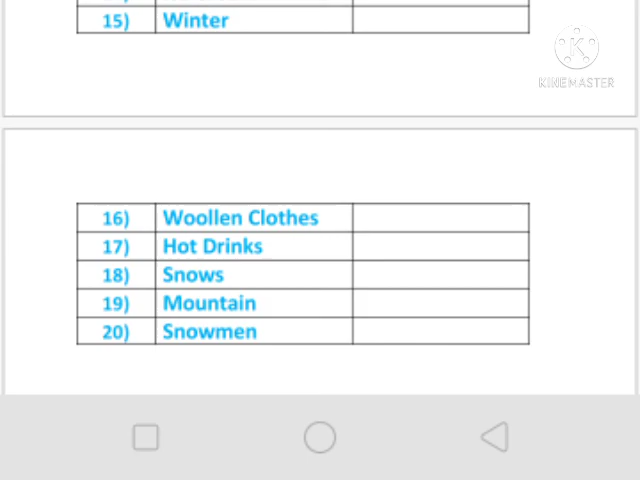 15) Winter
KINEMASTER
16) Woollen Clothes
17) Hot Drinks
18) Snows
19) Mountain
20) Snowmen